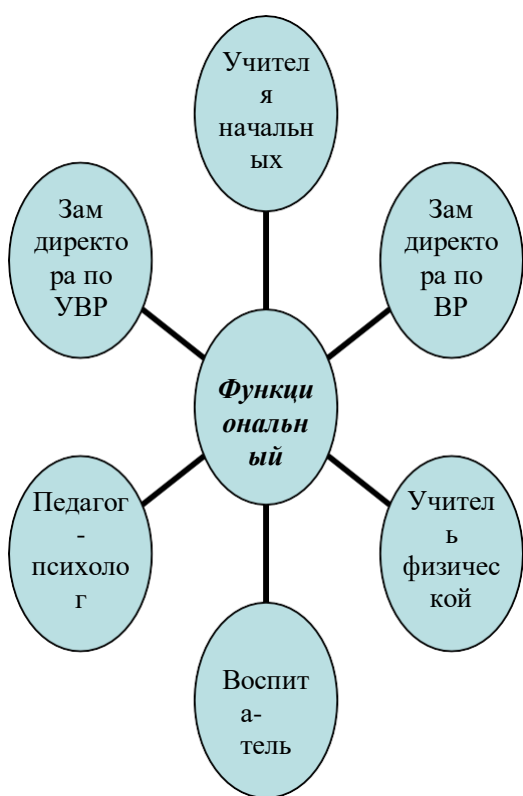 Учител
я
начальн
ых
Зам
директо
ра по
УВР
Зам
директо
ра по
ВР
Функци
ональн
ый
Педагог
-
психоло
г
Учител
ь
физичес
кой
Воспит
а-
тель